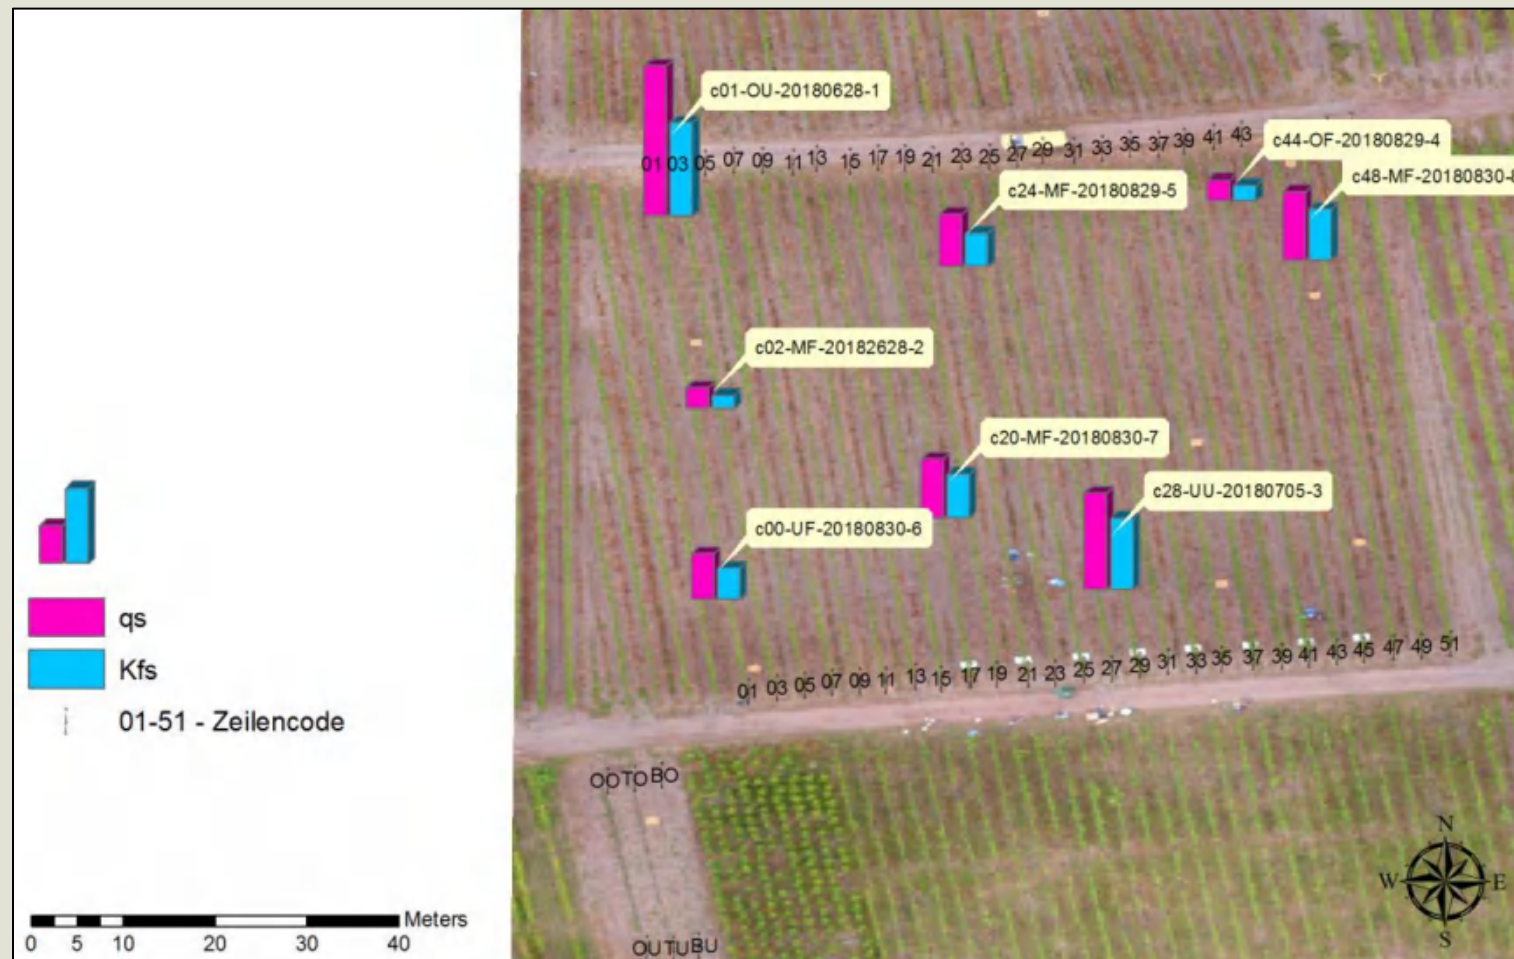 c01-OU-20180628-1
01 03 05 07 09 11 13 15 17 19 21 23 25 27 29 31 33 35 37 39 41 43
c44-OF-20180829-4
c48-MF-20180830-8
c24-MF-20180829-5
c02-MF-20182628-2
c20-MF-20180830-7
c28-UU-20180705-3
c00-UF-20180830-6
qs
Kfs
01-51 - Zeilencode
01 03 05 07 09 11 13 15 17 19 21 23 25 27 29 31 33 35 37 39 41 43 45 47 49 51
OOTOBO
OUTUBU
Meters
0 5 10 20 30 40
N
W E
S